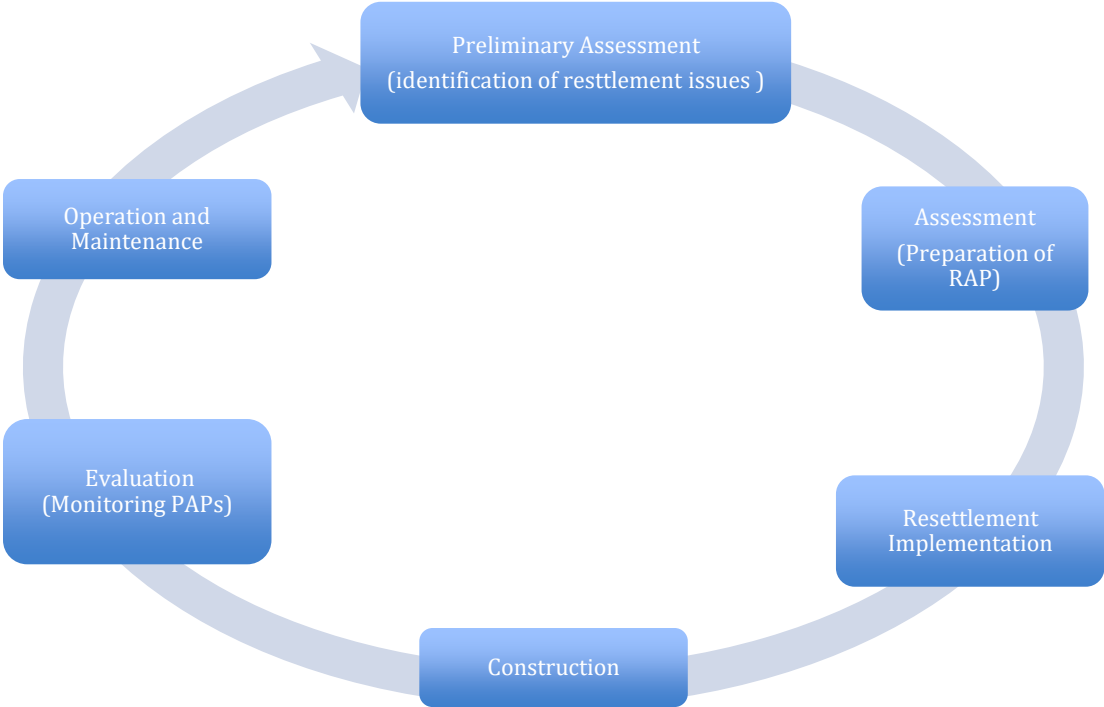 Preliminary Assessment
(identification of resttlement issues )
Assessment
(Preparation of
RAP)
Resettlement
Implementation
Construction
Evaluation
(Monitoring PAPs)
Operation and
Maintenance